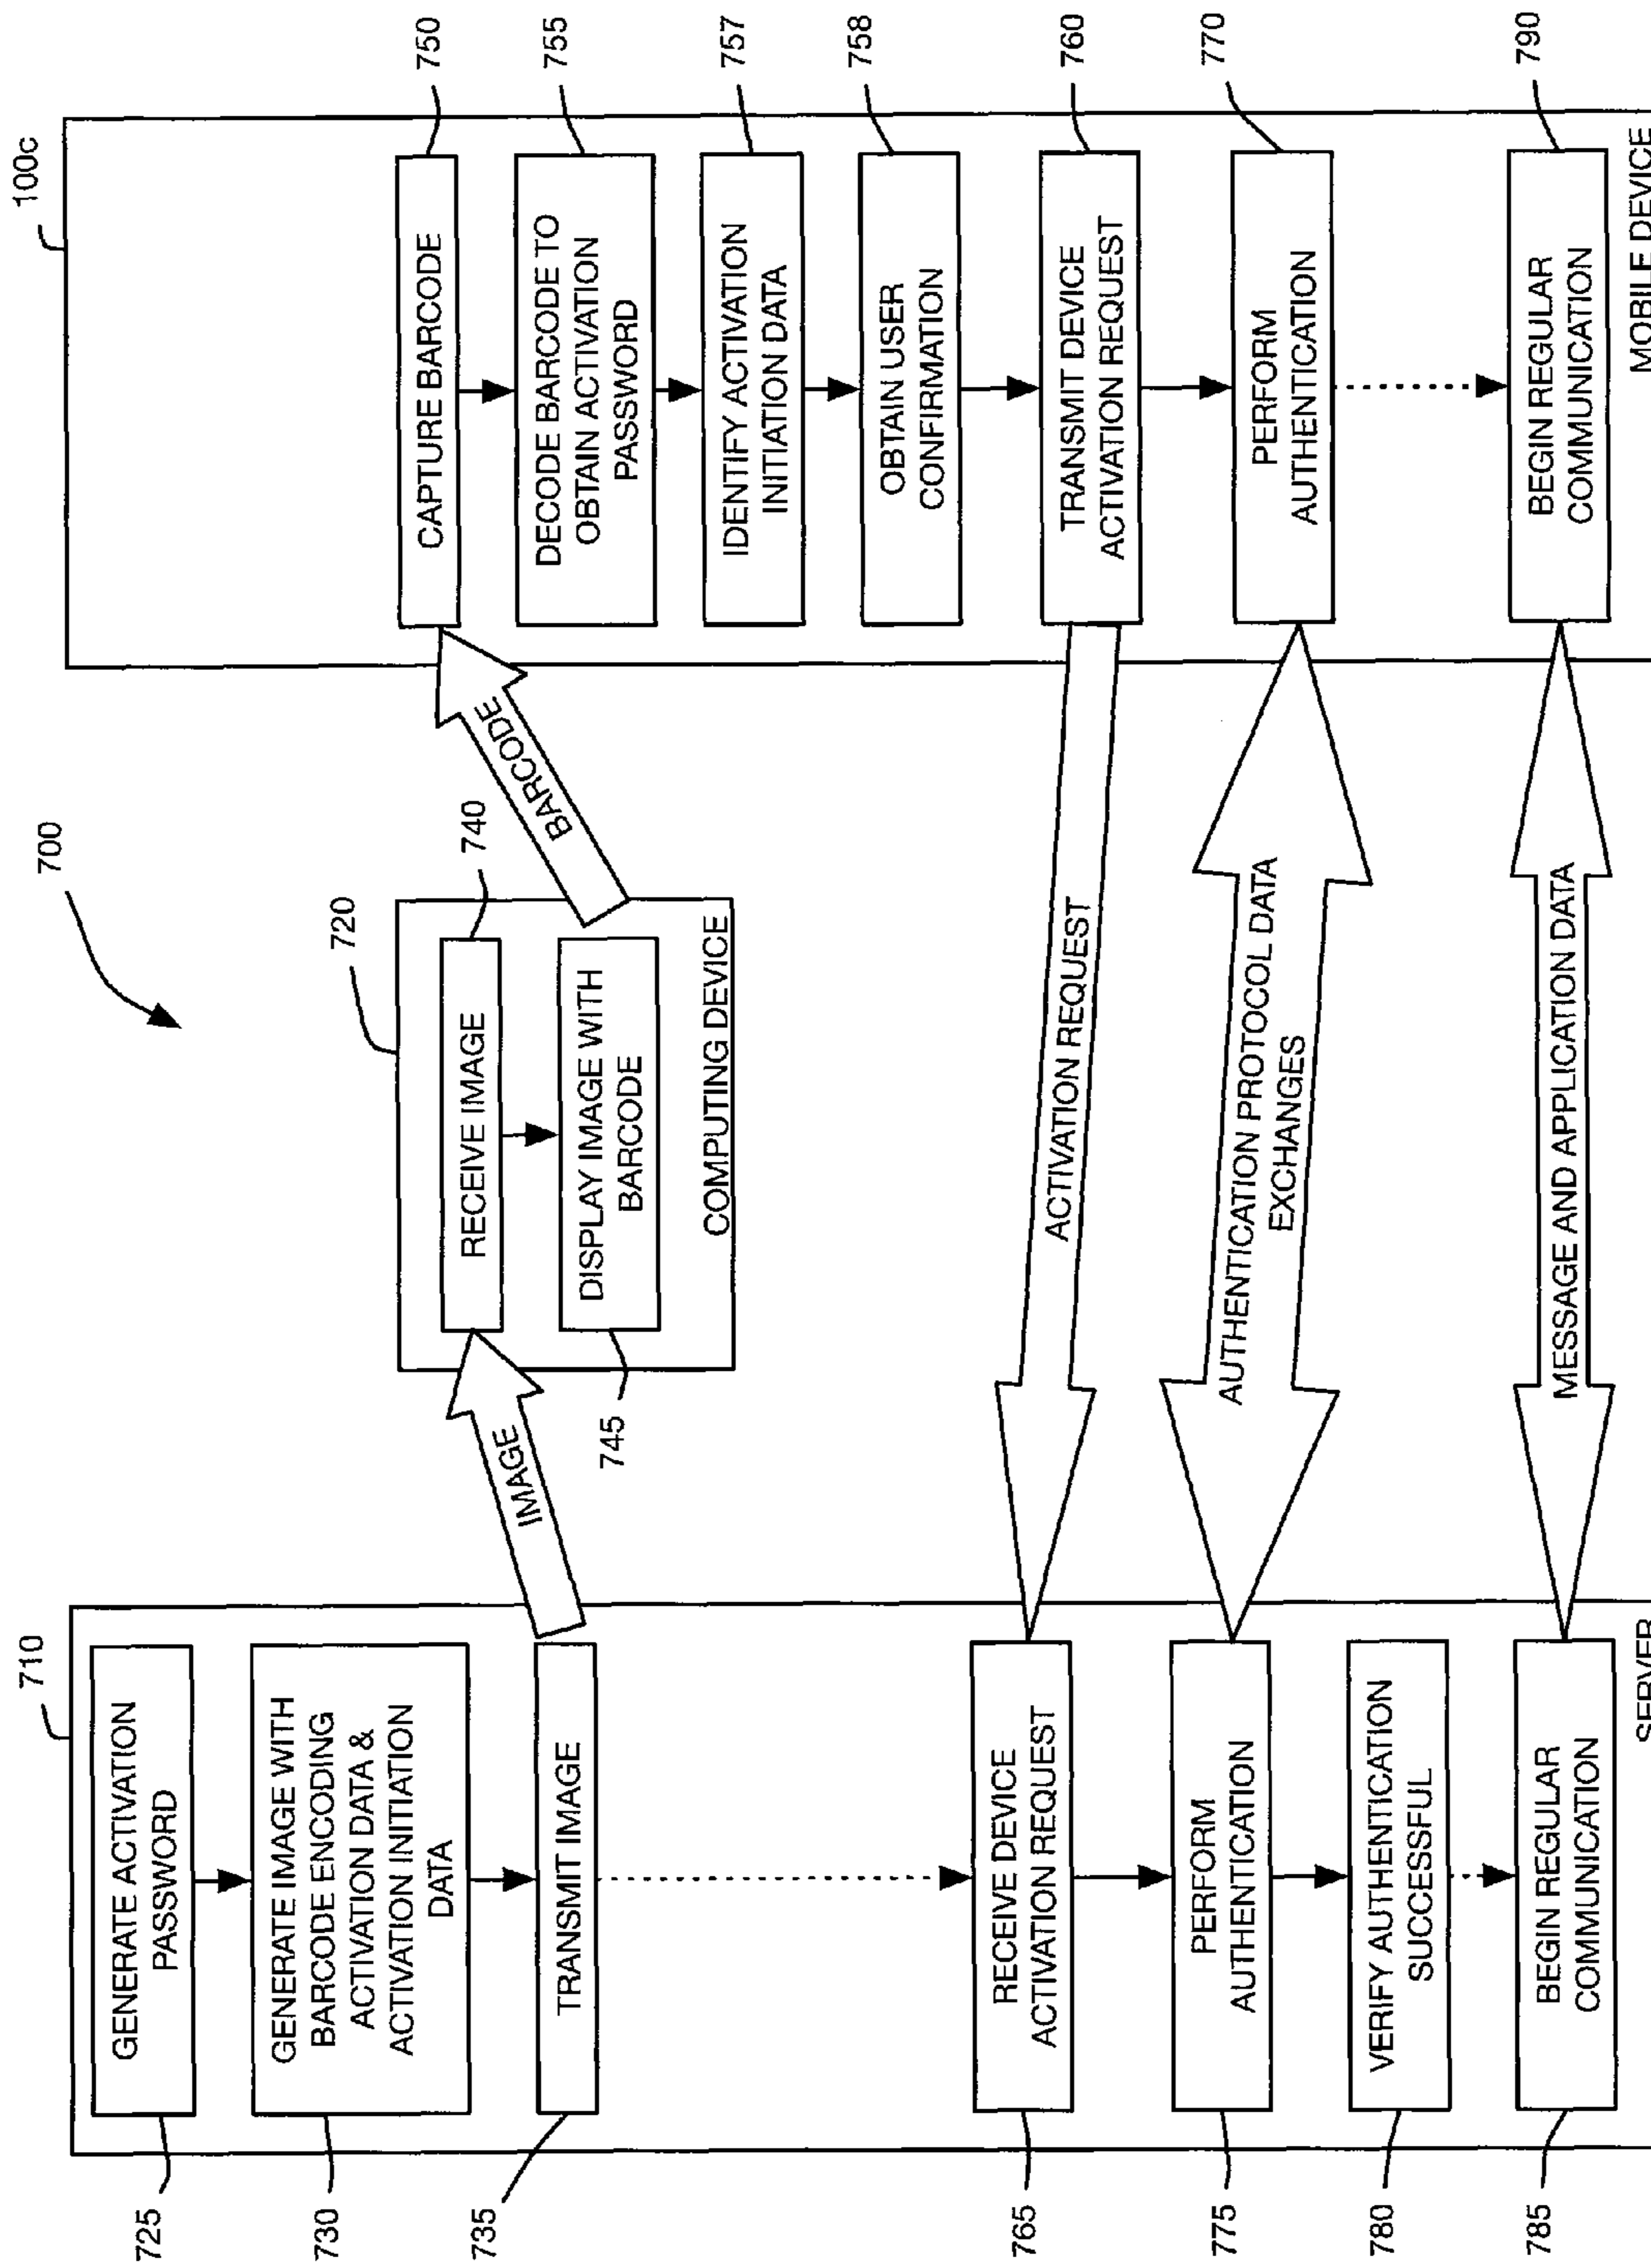 700
710
GENERATE ACTIVATION
PASSWORD
725
GENERATE IMAGE WITH
BARCODE ENCODING
ACTIVATION DATA &
ACTIVATION INITIATION
DATA
730
TRANSMIT IMAGE
735
RECEIVE DEVICE
ACTIVATION REQUEST
765
PERFORM
AUTHENTICATION
775
VERIFY AUTHENTICATION
SUCCESSFUL
780
BEGIN REGULAR
COMMUNICATION
785
SERVER
IMAGE
720
RECEIVE IMAGE
740
DISPLAY IMAGE WITH
BARCODE
745
COMPUTING DEVICE
BARCODE
ACTIVATION REQUEST
AUTHENTICATION PROTOCOL DATA
EXCHANGES
MESSAGE AND APPLICATION DATA
100c
CAPTURE BARCODE
750
DECODE BARCODE TO
OBTAIN ACTIVATION
PASSWORD
755
IDENTIFY ACTIVATION
INITIATION DATA
757
OBTAIN USER
CONFIRMATION
758
TRANSMIT DEVICE
ACTIVATION REQUEST
760
PERFORM
AUTHENTICATION
770
BEGIN REGULAR
COMMUNICATION
790
MOBILE DEVICE